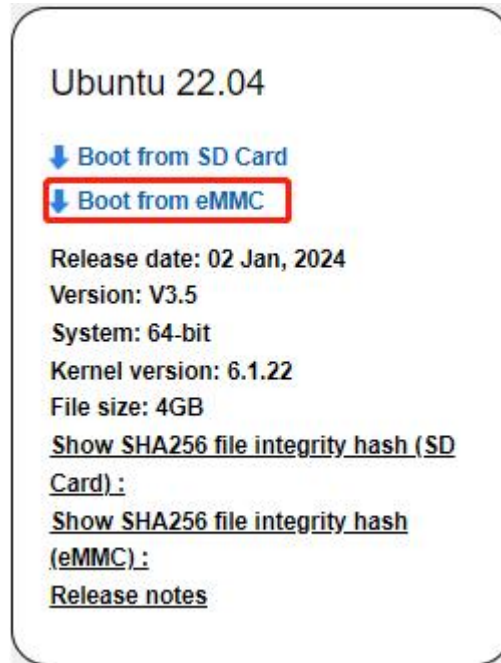 Ubuntu 22.04
Boot from SD Card
Boot from eMMC
Release date: 02 Jan, 2024
Version: V3.5
System: 64-bit
Kernel version: 6.1.22
File size: 4GB
Show SHA256 file integrity hash (SD
Card) :
Show SHA256 file integrity hash
(eMMC) :
Release notes